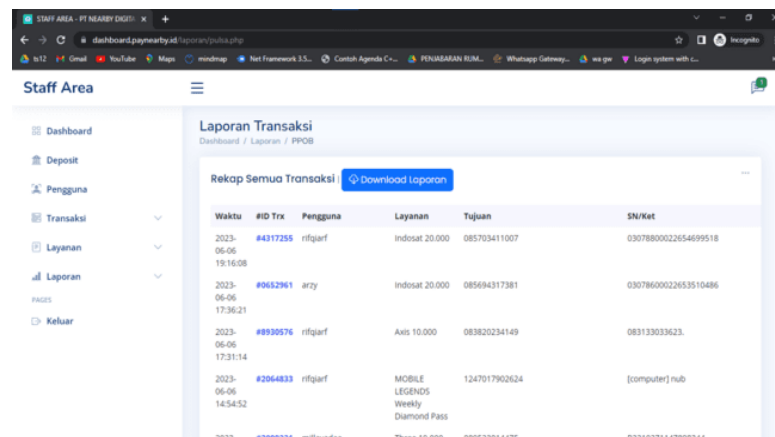 STAFF AREA - PT NEARBY DIGIT
dashboard.paynearby.id/laporan/pulsa.php
Incognito
ts12 Gmail YouTube Maps mindmap Net Framework 3.5... Contoh Agenda C+... PENJABARAN RUM... Whatsapp Gateway... wa gw Login system with c...
Staff Area
Dashboard
Deposit
Pengguna
Transaksi
Layanan
Laporan
PAGES
Keluar
Laporan Transaksi
Dashboard / Laporan / PPOB
Rekap Semua Transaksi | Download Laporan
Waktu #ID Trx Pengguna Layanan Tujuan SN/Ket
2023-06-06 19:16:08 #4317255 rifqiarf Indosat 20.000 085703411007 03078800022654699518
2023-06-06 17:36:21 #0652961 arzy Indosat 20.000 085694317381 03078600022653510486
2023-06-06 17:31:14 #8930576 rifqiarf Axis 10.000 083820234149 083133033623.
2023-06-06 14:54:52 #2064833 rifqiarf MOBILE LEGENDS Weekly Diamond Pass 1247017902624 [computer] nub